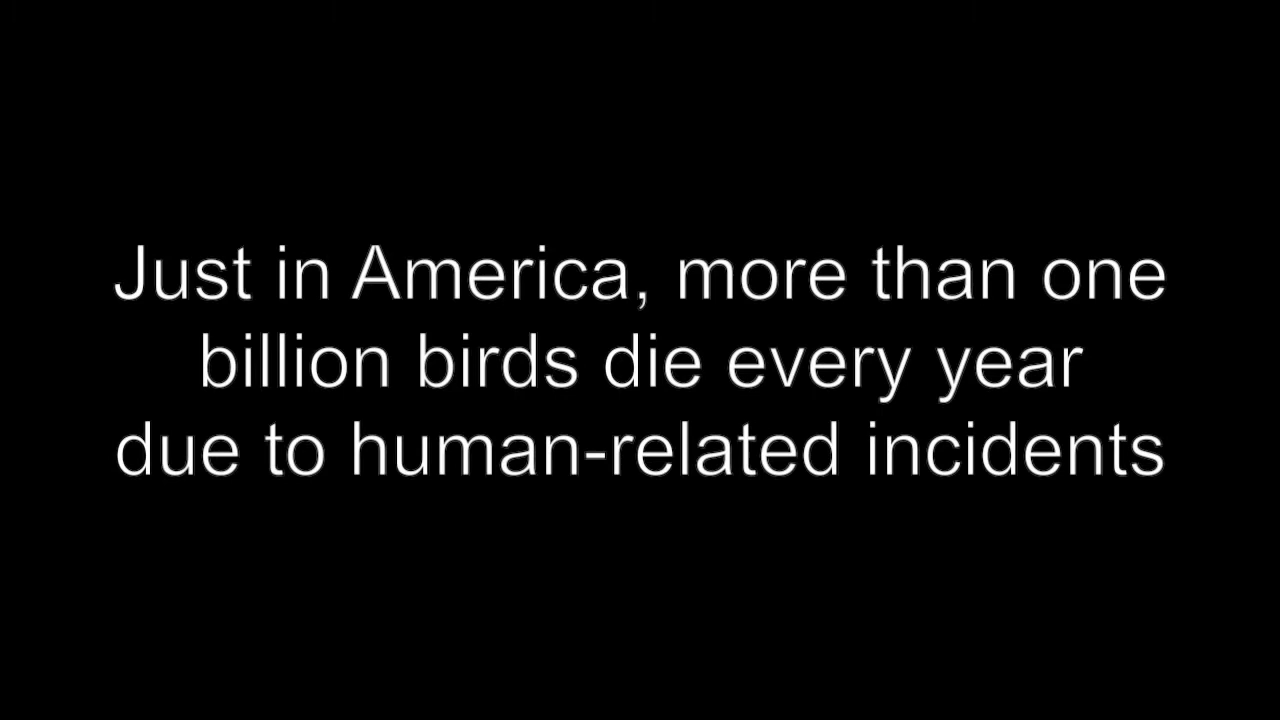 Just in America, more than one
billion birds die every year
due to human-related incidents